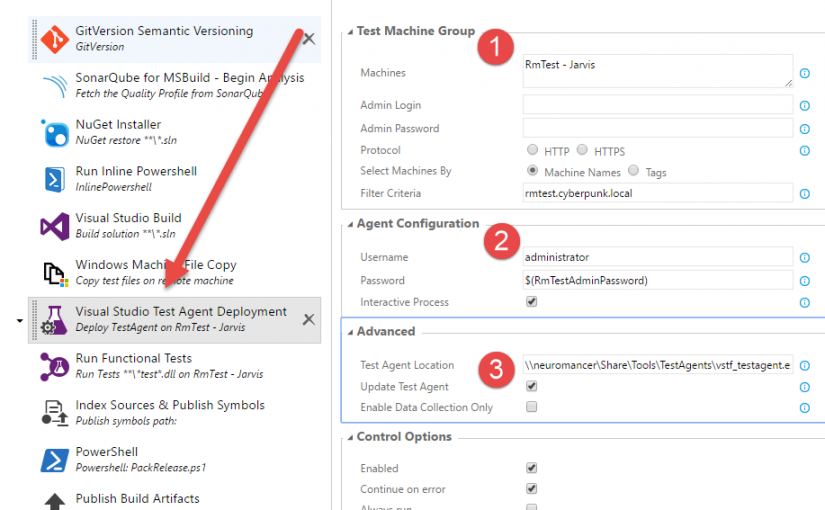 GitVersion Semantic Versioning
GitVersion
SonarQube for MSBuild - Begin Analysis
Fetch the Quality Profile from SonarQube
NuGet Installer
NuGet restore **\*.sln
Run Inline Powershell
InlinePowershell
Visual Studio Build
Build solution **\*.sln
Windows Machine File Copy
Copy test files on remote machine
Visual Studio Test Agent Deployment
Deploy TestAgent on RmTest - Jarvis
Run Functional Tests
Run Tests **\*test*.dll on RmTest - Jarvis
Index Sources & Publish Symbols
Publish symbols path:
PowerShell
Powershell: PackRelease.ps1
Publish Build Artifacts
Test Machine Group
1
Machines
RmTest - Jarvis
Admin Login
Admin Password
Protocol HTTP HTTPS
Select Machines By Machine Names Tags
Filter Criteria rmtest.cyberpunk.local
Agent Configuration
2
Username administrator
Password $(RmTestAdminPassword)
Interactive Process
Advanced
3
Test Agent Location \\neuromancer\Share\Tools\TestAgents\vstf_testagent.e
Update Test Agent
Enable Data Collection Only
Control Options
Enabled
Continue on error
Always run